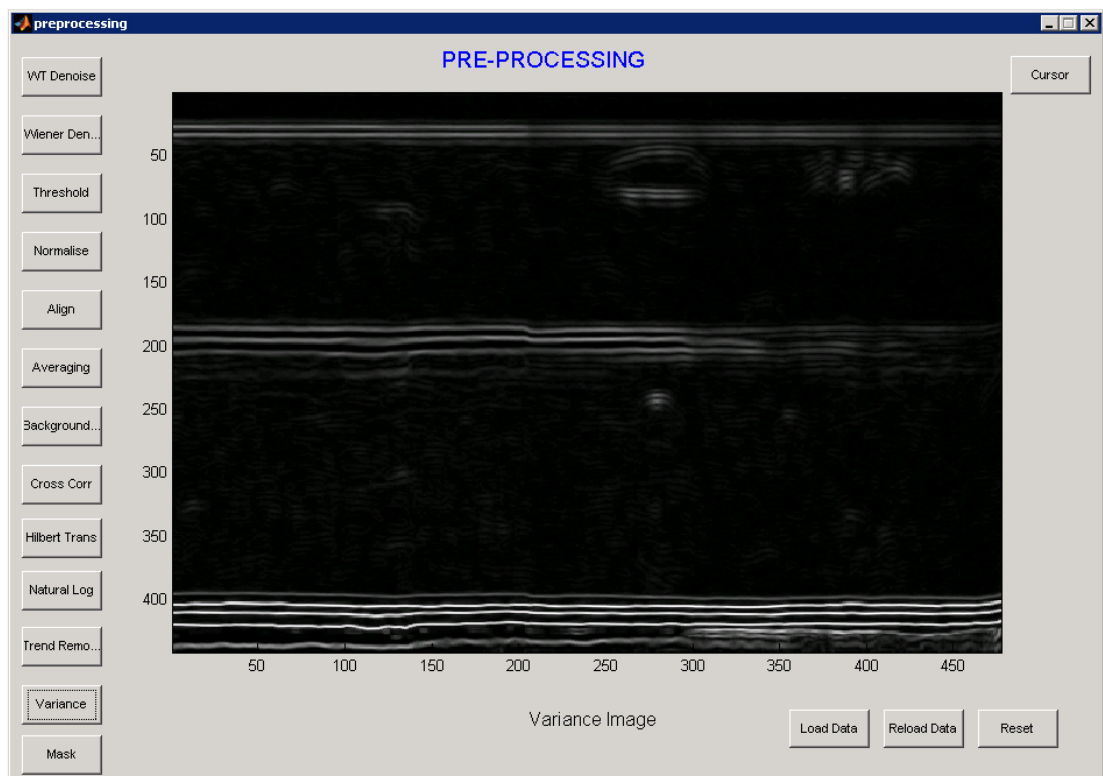 preprocessing
PRE-PROCESSING
WT Denoise
Wiener Den...
Threshold
Normalise
Align
Averaging
Background...
Cross Corr
Hilbert Trans
Natural Log
Trend Remo...
Variance
Mask
Cursor
50
100
150
200
250
300
350
400
50 100 150 200 250 300 350 400 450
Variance Image
Load Data Reload Data Reset